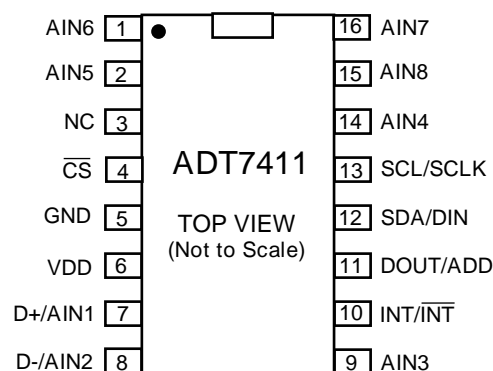 AIN6 1 16 AIN7
AIN5 2 15 AIN8
NC 3 14 AIN4
C̅S̅ 4 ADT7411 13 SCL/SCLK
GND 5 TOP VIEW 12 SDA/DIN
(Not to Scale)
VDD 6 11 DOUT/ADD
D+/AIN1 7 10 INT/I̅N̅T̅
D-/AIN2 8 9 AIN3